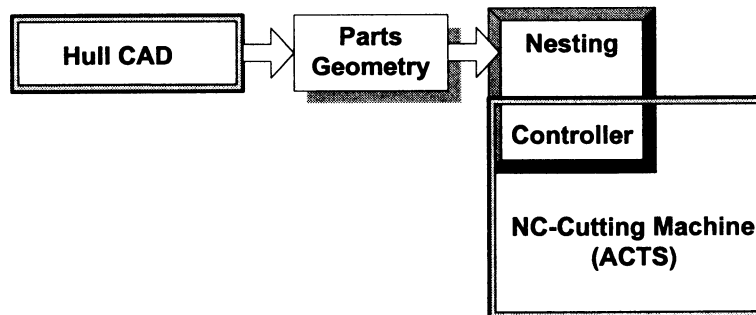 Hull CAD
Parts
Geometry
Nesting
Controller
NC-Cutting Machine
(ACTS)